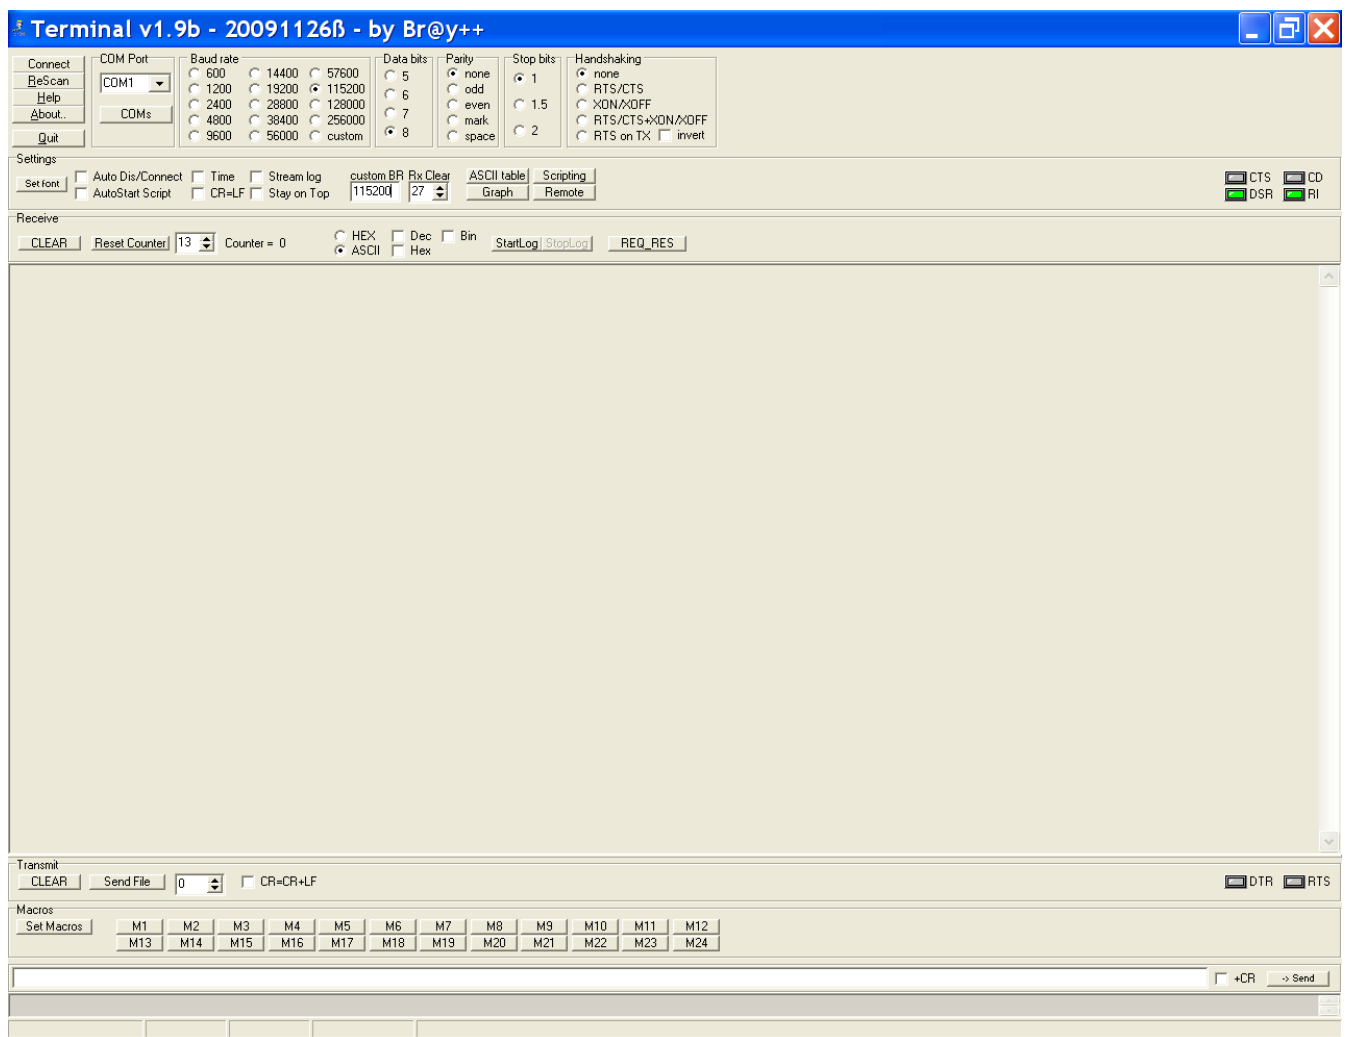 Terminal v1.9b - 20091126ß - by Br@y++
Connect
ReScan
Help
About..
Quit
COM Port
COM1
COMs
Baud rate
600 14400 57600
1200 19200 115200
2400 28800 128000
4800 38400 256000
9600 56000 custom
Data bits
5
6
7
8
Parity
none
odd
even
mark
space
Stop bits
1
1.5
2
Handshaking
none
RTS/CTS
XON/XOFF
RTS/CTS+XON/XOFF
RTS on TX invert
Settings
Set font
Auto Dis/Connect Time Stream log
AutoStart Script CR=LF Stay on Top
custom BR Rx Clear
115200 27
ASCII table Scripting
Graph Remote
CTS CD
DSR RI
Receive
CLEAR Reset Counter 13 Counter = 0
HEX Dec Bin
ASCII Hex
StartLog StopLog REQ_RES
Transmit
CLEAR Send File 0 CR=CR+LF DTR RTS
Macros
Set Macros M1 M2 M3 M4 M5 M6 M7 M8 M9 M10 M11 M12
M13 M14 M15 M16 M17 M18 M19 M20 M21 M22 M23 M24
+CR -> Send